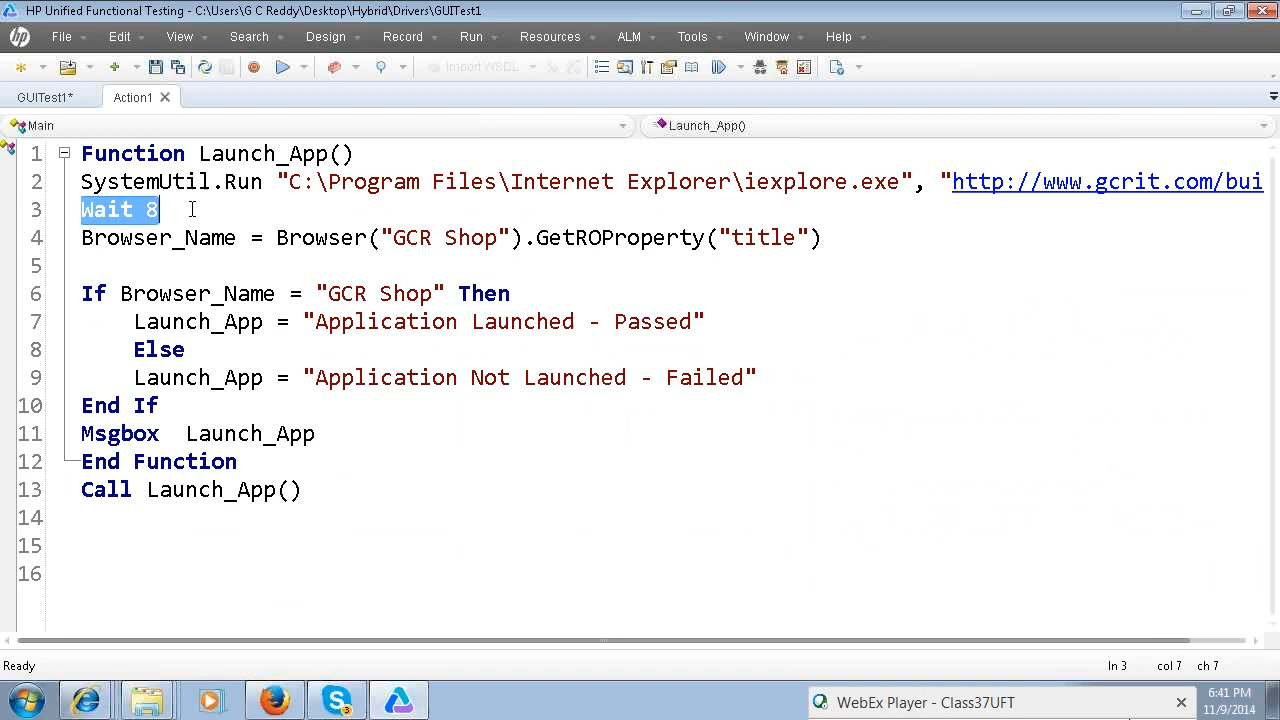 HP Unified Functional Testing - C:\Users\G C Reddy\Desktop\Hybrid\Drivers\GUITest1
hp File Edit View Search Design Record Run Resources ALM Tools Window Help
Import WSDL
GUITest1* Action1
Main Launch_App()
1 Function Launch_App()
2 SystemUtil.Run "C:\Program Files\Internet Explorer\iexplore.exe", "http://www.gcrit.com/bui
3 Wait 8
4 Browser_Name = Browser("GCR Shop").GetROProperty("title")
5
6 If Browser_Name = "GCR Shop" Then
7 Launch_App = "Application Launched - Passed"
8 Else
9 Launch_App = "Application Not Launched - Failed"
10 End If
11 Msgbox Launch_App
12 End Function
13 Call Launch_App()
14
15
16
Ready ln 3 col 7 ch 7
3 WebEx Player - Class37UFT 6:41 PM
11/9/2014